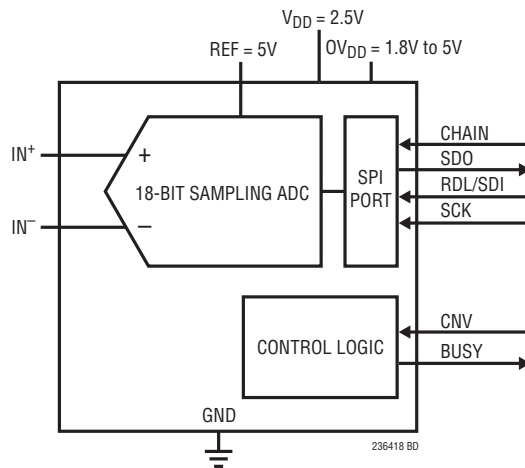 V_DD = 2.5V
REF = 5V
OV_DD = 1.8V to 5V
IN⁺
+
18-BIT SAMPLING ADC
IN⁻
−
SPI
PORT
CHAIN
SDO
RDL/SDI
SCK
CONTROL LOGIC
CNV
BUSY
GND
236418 BD